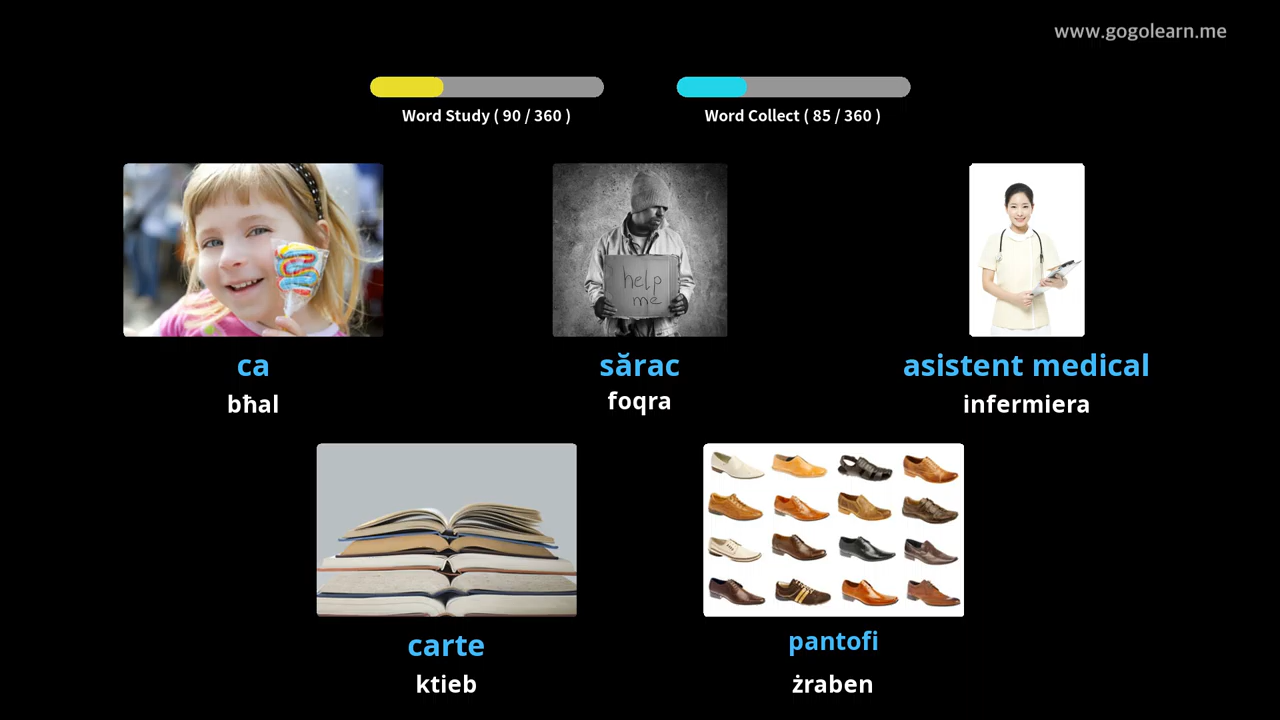 www.gogolearn.me
Word Study ( 90 / 360 )
Word Collect ( 85 / 360 )
help
me
ca
sărac
asistent medical
bħal
foqra
infermiera
carte
pantofi
ktieb
żraben